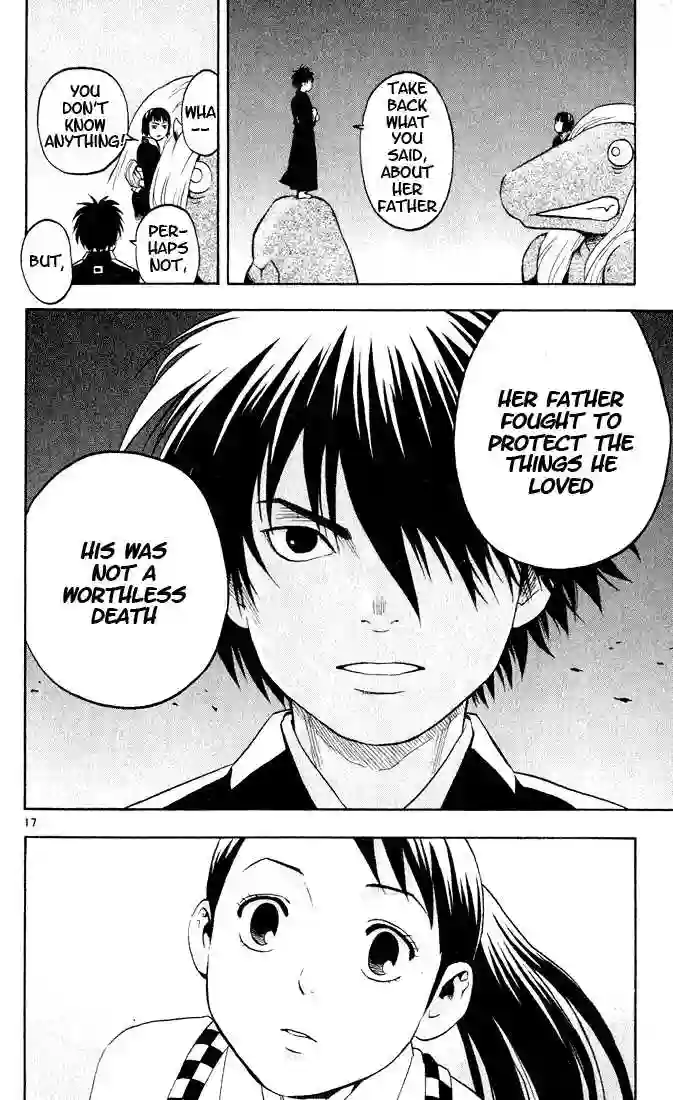 TAKE
BACK
WHAT
YOU
SAID,
ABOUT
HER
FATHER
WHA
--
YOU
DON'T
KNOW
ANYTHING!
PER-
HAPS
NOT,
BUT,
HER FATHER
FOUGHT TO
PROTECT THE
THINGS HE
LOVED
HIS WAS
NOT A
WORTHLESS
DEATH
17